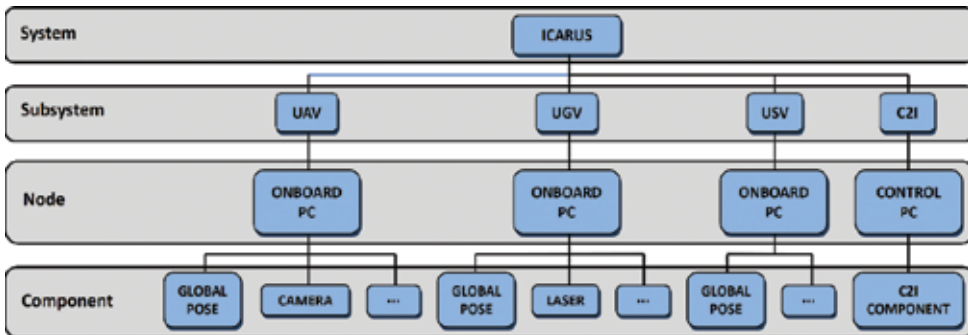 System
ICARUS
Subsystem
UAV
UGV
USV
C2I
Node
ONBOARD
PC
ONBOARD
PC
ONBOARD
PC
CONTROL
PC
Component
GLOBAL
POSE
CAMERA
...
GLOBAL
POSE
LASER
...
GLOBAL
POSE
...
C2I
COMPONENT